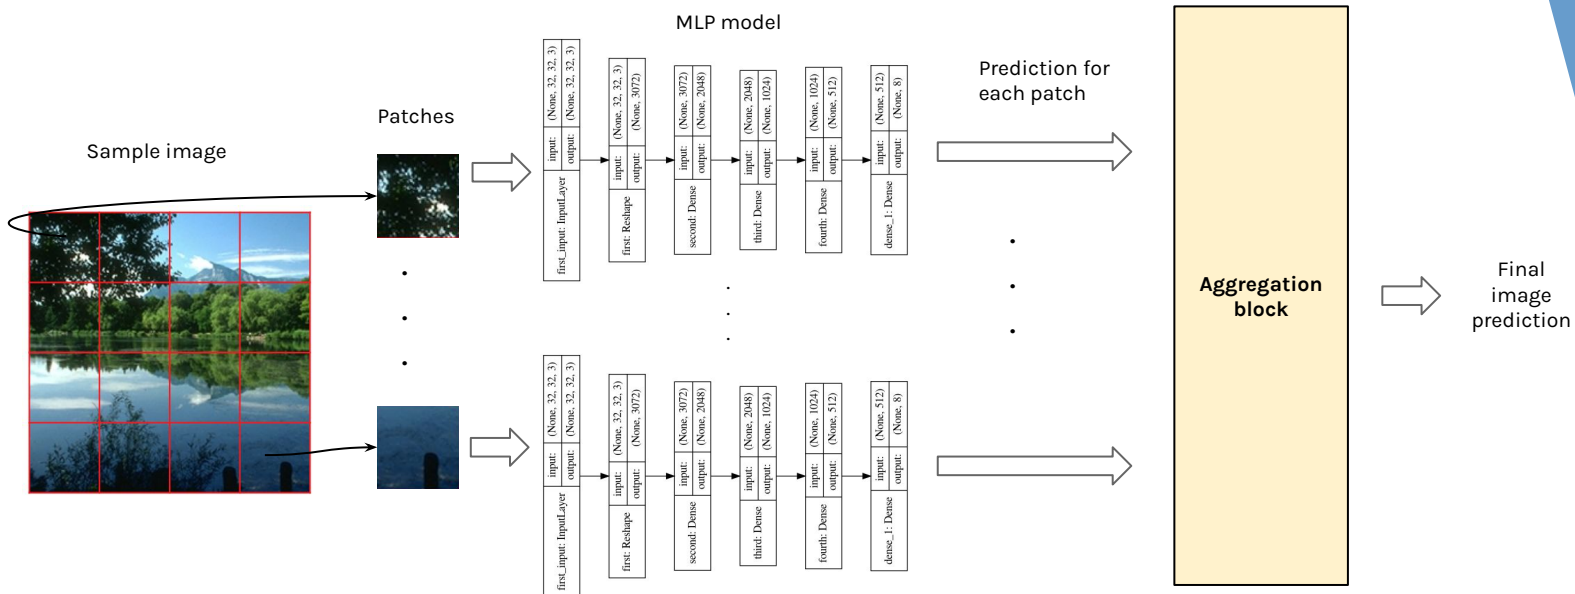 MLP model
Sample image
Patches
Prediction for
each patch
first_input: InputLayer
input:
output:
(None, 32, 32, 3)
(None, 32, 32, 3)
first: Reshape
input:
output:
(None, 32, 32, 3)
(None, 3072)
second: Dense
input:
output:
(None, 3072)
(None, 2048)
third: Dense
input:
output:
(None, 2048)
(None, 1024)
fourth: Dense
input:
output:
(None, 1024)
(None, 512)
dense_1: Dense
input:
output:
(None, 512)
(None, 8)
first_input: InputLayer
input:
output:
(None, 32, 32, 3)
(None, 32, 32, 3)
first: Reshape
input:
output:
(None, 32, 32, 3)
(None, 3072)
second: Dense
input:
output:
(None, 3072)
(None, 2048)
third: Dense
input:
output:
(None, 2048)
(None, 1024)
fourth: Dense
input:
output:
(None, 1024)
(None, 512)
dense_1: Dense
input:
output:
(None, 512)
(None, 8)
Aggregation
block
Final
image
prediction